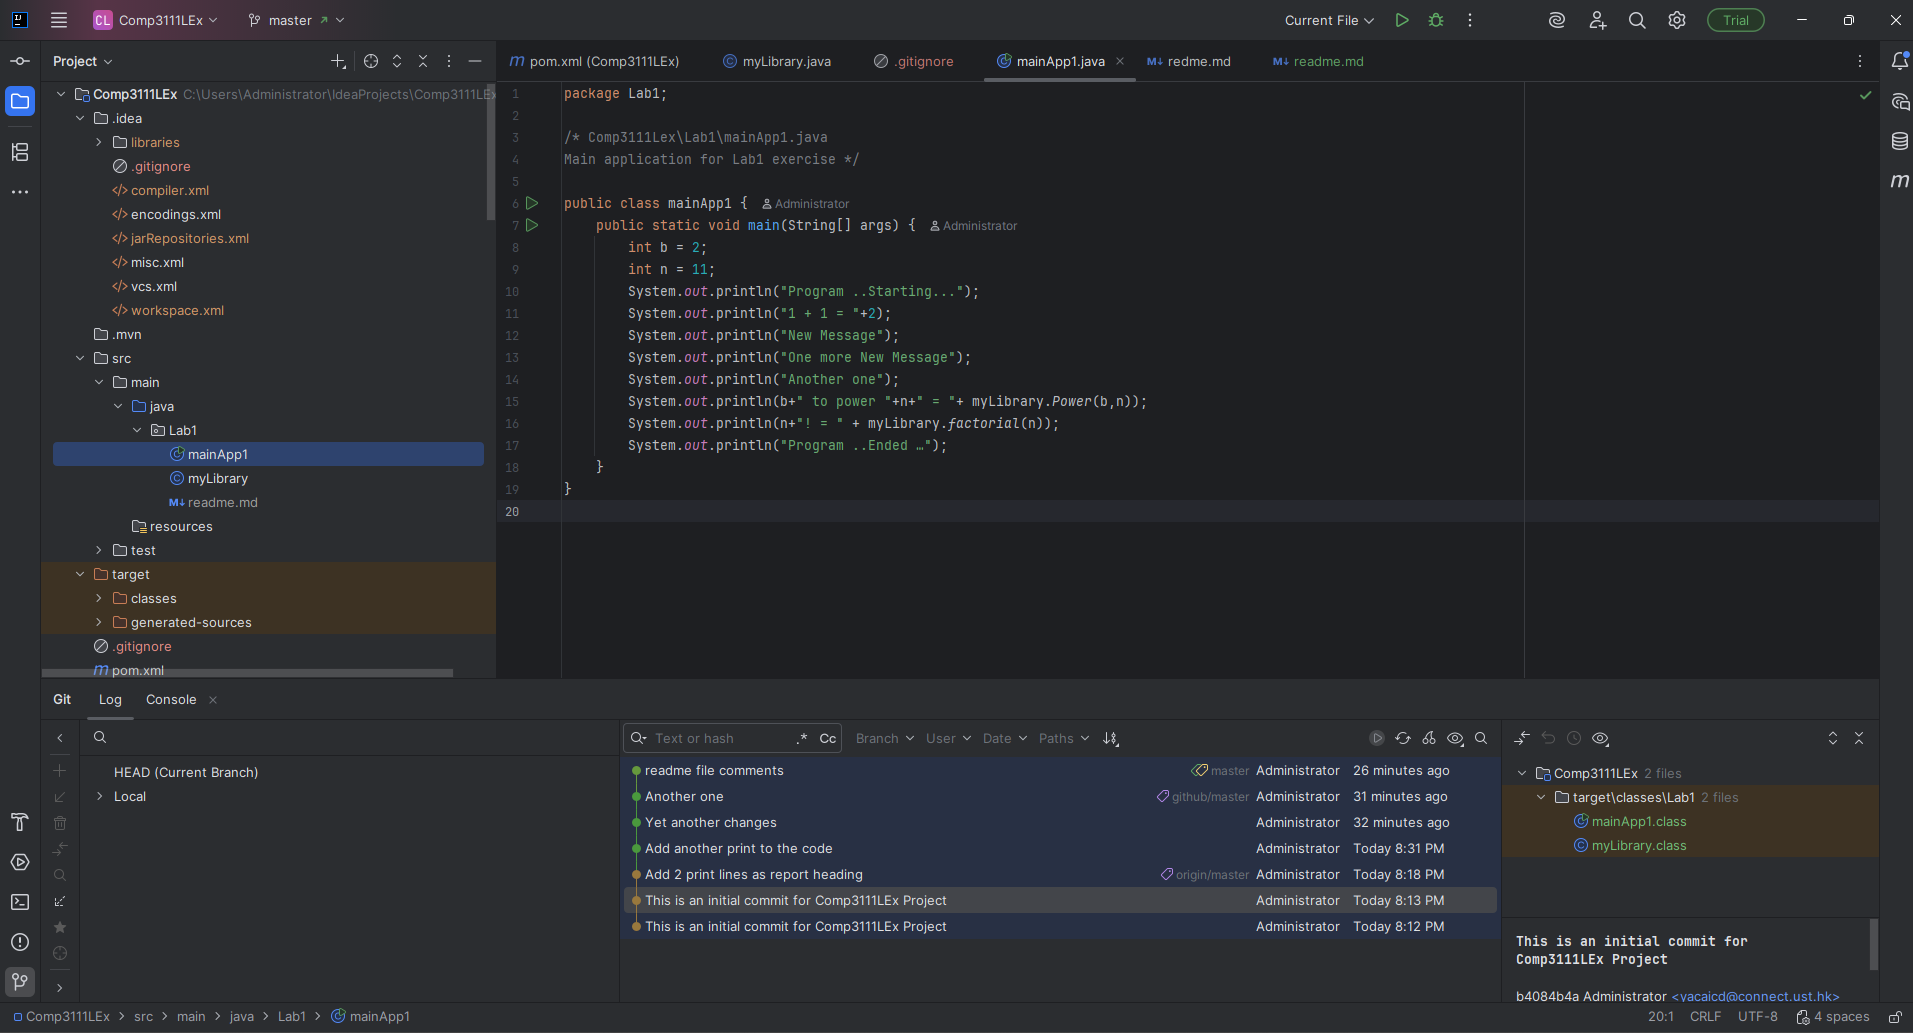 CL Comp3111LEx master Current File Trial
Project
pom.xml (Comp3111LEx) myLibrary.java .gitignore mainApp1.java redme.md readme.md
Comp3111LEx C:\Users\Administrator\IdeaProjects\Comp3111LEx
.idea
libraries
.gitignore
compiler.xml
encodings.xml
jarRepositories.xml
misc.xml
vcs.xml
workspace.xml
.mvn
src
main
java
Lab1
mainApp1
myLibrary
readme.md
resources
test
target
classes
generated-sources
.gitignore
pom.xml
1 package Lab1;
2
3 /* Comp3111Lex\Lab1\mainApp1.java
4 Main application for Lab1 exercise */
5
6 public class mainApp1 { Administrator
7 public static void main(String[] args) { Administrator
8 int b = 2;
9 int n = 11;
10 System.out.println("Program ..Starting...");
11 System.out.println("1 + 1 = "+2);
12 System.out.println("New Message");
13 System.out.println("One more New Message");
14 System.out.println("Another one");
15 System.out.println(b+" to power "+n+" = "+ myLibrary.Power(b,n));
16 System.out.println(n+"! = " + myLibrary.factorial(n));
17 System.out.println("Program ..Ended …");
18 }
19 }
20
Git Log Console
HEAD (Current Branch)
Local
Text or hash .* Cc Branch User Date Paths
readme file comments master Administrator 26 minutes ago
Another one github/master Administrator 31 minutes ago
Yet another changes Administrator 32 minutes ago
Add another print to the code Administrator Today 8:31 PM
Add 2 print lines as report heading origin/master Administrator Today 8:18 PM
This is an initial commit for Comp3111LEx Project Administrator Today 8:13 PM
This is an initial commit for Comp3111LEx Project Administrator Today 8:12 PM
Comp3111LEx 2 files
target\classes\Lab1 2 files
mainApp1.class
myLibrary.class
This is an initial commit for
Comp3111LEx Project
b4084b4a Administrator <yacaicd@connect.ust.hk>
Comp3111LEx > src > main > java > Lab1 > mainApp1 20:1 CRLF UTF-8 4 spaces